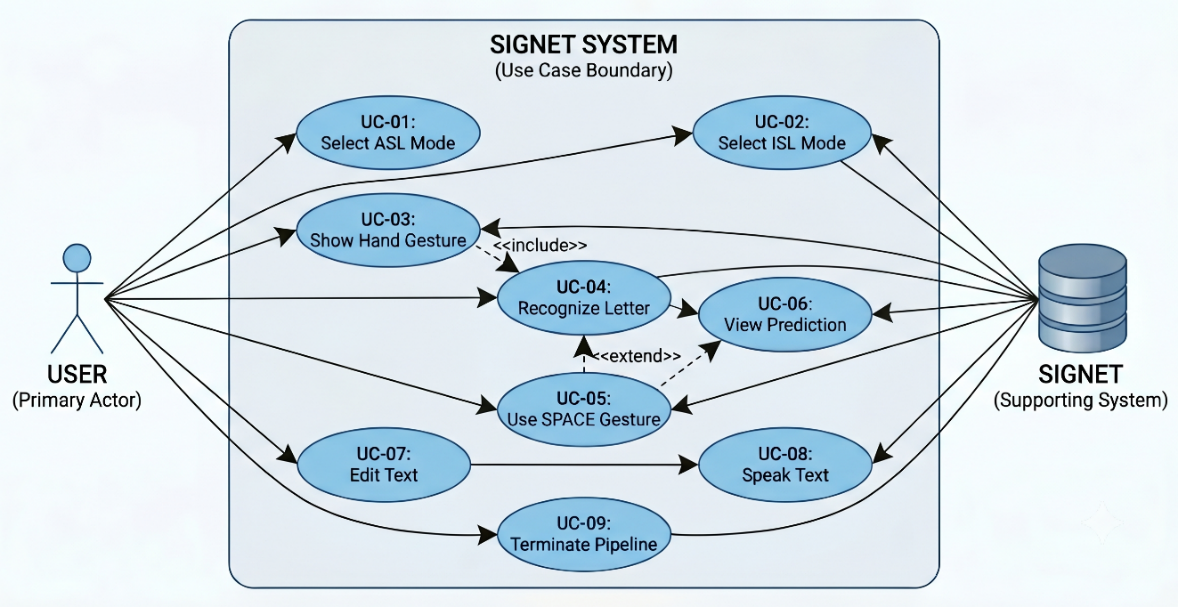 SIGNET SYSTEM
(Use Case Boundary)
UC-01:
Select ASL Mode
UC-02:
Select ISL Mode
UC-03:
Show Hand Gesture
<<include>>
UC-04:
Recognize Letter
UC-06:
View Prediction
<<extend>>
UC-05:
Use SPACE Gesture
USER
(Primary Actor)
SIGNET
(Supporting System)
UC-07:
Edit Text
UC-08:
Speak Text
UC-09:
Terminate Pipeline